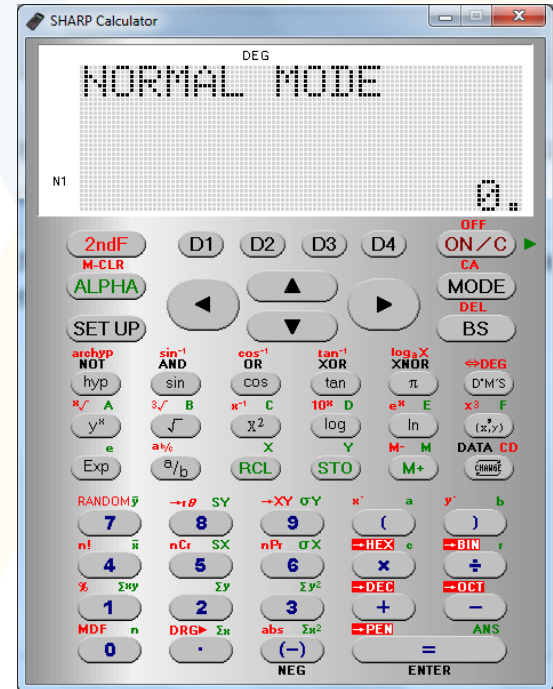 SHARP Calculator
DEG
NORMAL MODE
N1
0.
OFF
2ndF D1 D2 D3 D4 ON/C
M-CLR CA
ALPHA MODE
DEL
SET UP BS
archyp sin⁻¹ cos⁻¹ tan⁻¹ logₐX
NOT AND OR XOR XNOR ⇔DEG
hyp sin cos tan π D°M'S
ˣ√ A ³√ B x⁻¹ C 10ˣ D eˣ E x³ F
yˣ √ X² log ln (x,y)
e a b/c X Y M- M DATA CD
Exp a/b RCL STO M+ CHANGE
RANDOM ȳ →rθ SY →XY σY x' a y' b
7 8 9 ( )
n! x̄ nCr SX nPr σX →HEX c →BIN r
4 5 6 × ÷
% Σxy Σy Σy² →DEC →OCT
1 2 3 + −
MDF n DRG► Σx abs Σx² →PEN ANS
0 · (−) =
NEG ENTER